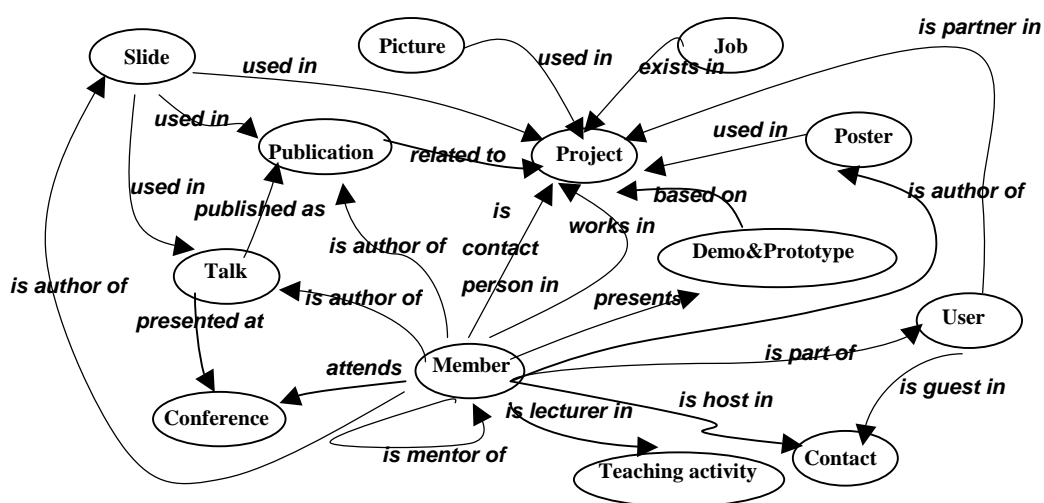 is partner in
Slide
Picture
Job
used in
used in
exists in
used in
Publication
related to
Project
used in
Poster
used in
published as
is
contact
person in
works in
based on
is author of
is author of
Demo&Prototype
Talk
is author of
is author of
presents
presented at
User
Member
is part of
attends
is guest in
Conference
is lecturer in
is host in
is mentor of
Teaching activity
Contact